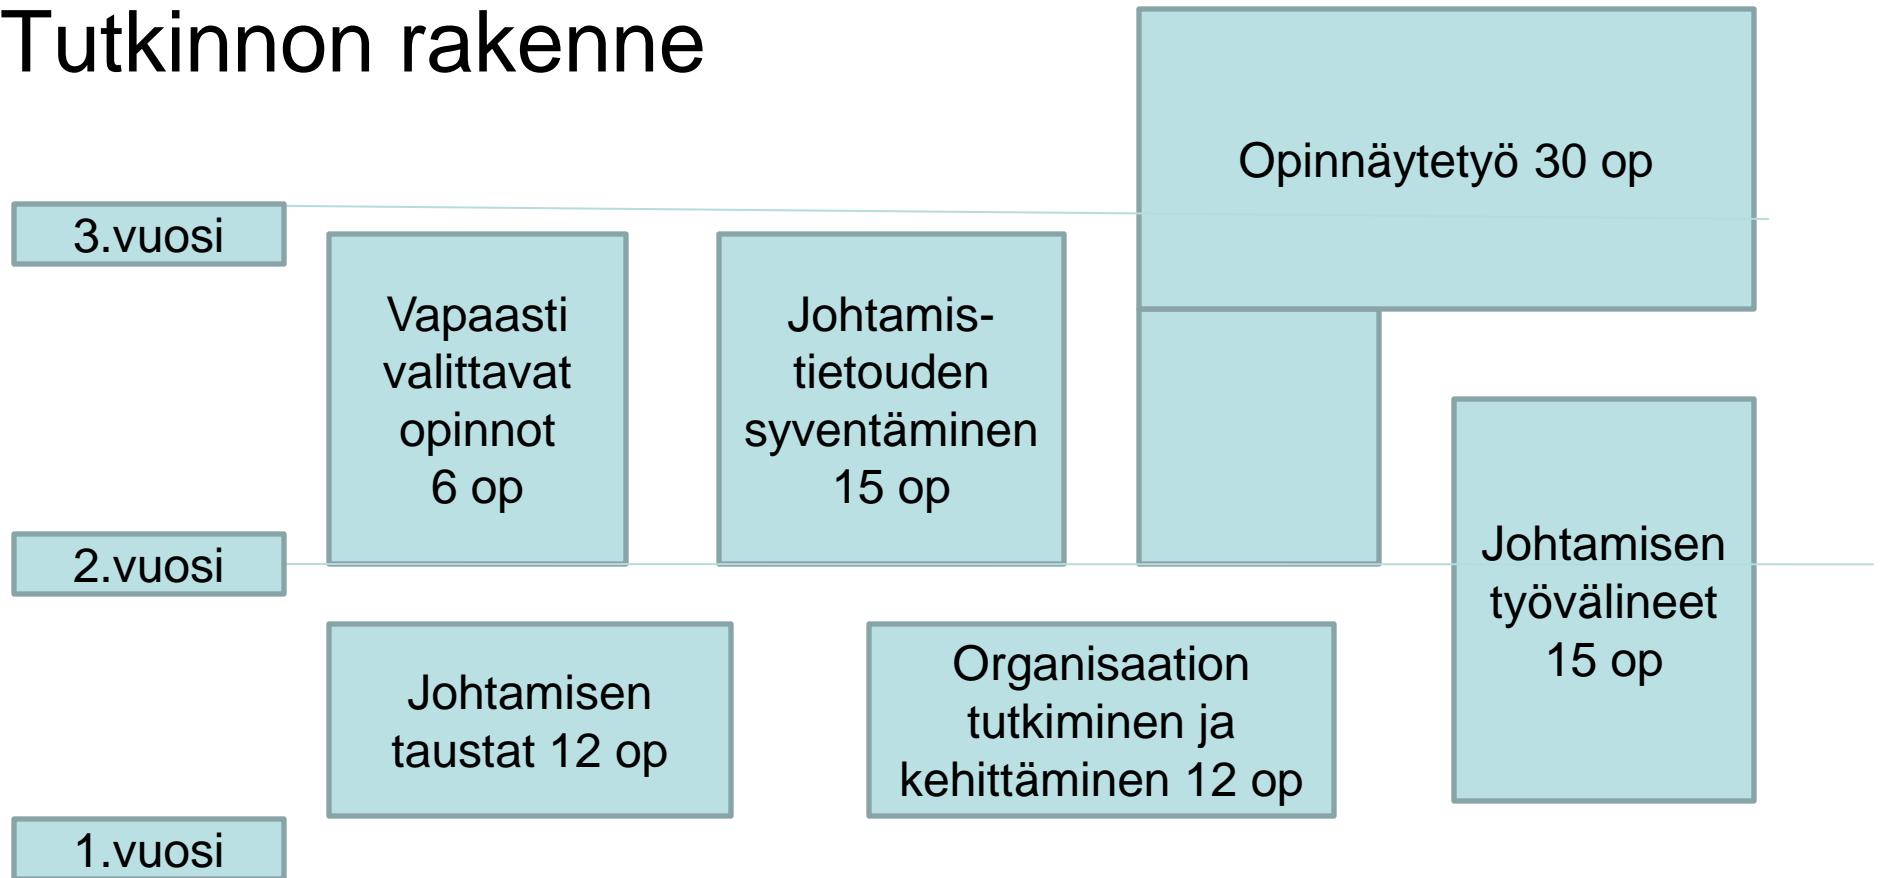 Tutkinnon rakenne
Opinnäytetyö 30 op
3.vuosi
Vapaasti
valittavat
opinnot
6 op
Johtamis-
tietouden
syventäminen
15 op
2.vuosi
Johtamisen
työvälineet
15 op
Johtamisen
taustat 12 op
Organisaation
tutkiminen ja
kehittäminen 12 op
1.vuosi